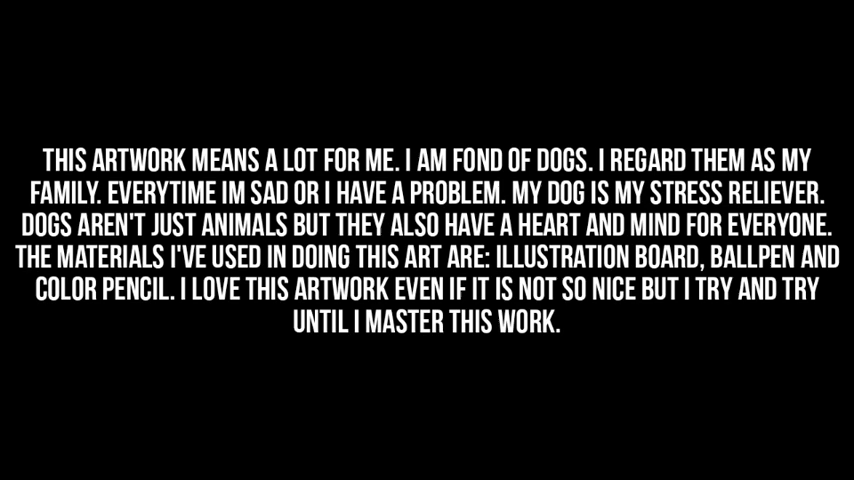 THIS ARTWORK MEANS A LOT FOR ME. I AM FOND OF DOGS. I REGARD THEM AS MY
FAMILY. EVERYTIME IM SAD OR I HAVE A PROBLEM. MY DOG IS MY STRESS RELIEVER.
DOGS AREN'T JUST ANIMALS BUT THEY ALSO HAVE A HEART AND MIND FOR EVERYONE.
THE MATERIALS I'VE USED IN DOING THIS ART ARE: ILLUSTRATION BOARD, BALLPEN AND
COLOR PENCIL. I LOVE THIS ARTWORK EVEN IF IT IS NOT SO NICE BUT I TRY AND TRY
UNTIL I MASTER THIS WORK.